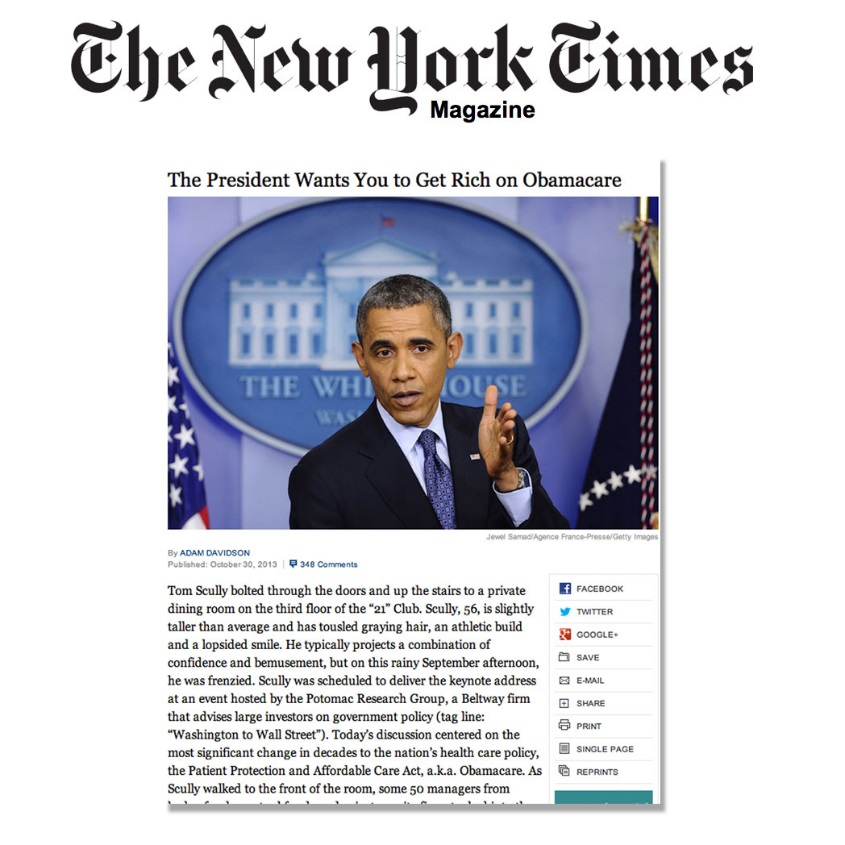 The New York Times
Magazine
The President Wants You to Get Rich on Obamacare
THE WHI OUSE
WAS
Jewel Samad/Agence France-Presse/Getty Images
By ADAM DAVIDSON
Published: October 30, 2013 | 348 Comments
Tom Scully bolted through the doors and up the stairs to a private
dining room on the third floor of the “21” Club. Scully, 56, is slightly
taller than average and has tousled graying hair, an athletic build
and a lopsided smile. He typically projects a combination of
confidence and bemusement, but on this rainy September afternoon,
he was frenzied. Scully was scheduled to deliver the keynote address
at an event hosted by the Potomac Research Group, a Beltway firm
that advises large investors on government policy (tag line:
“Washington to Wall Street”). Today’s discussion centered on the
most significant change in decades to the nation’s health care policy,
the Patient Protection and Affordable Care Act, a.k.a. Obamacare. As
Scully walked to the front of the room, some 50 managers from
FACEBOOK
TWITTER
GOOGLE+
SAVE
E-MAIL
SHARE
PRINT
SINGLE PAGE
REPRINTS